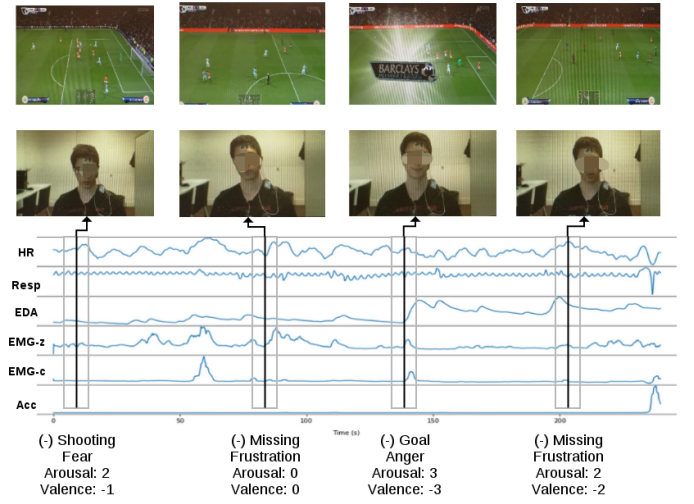 BARCLAYS
HR
Resp
EDA
EMG-z
EMG-c
Acc
0 50 100 150 200
Time (s)
(-) Shooting (-) Missing (-) Goal (-) Missing
Fear Frustration Anger Frustration
Arousal: 2 Arousal: 0 Arousal: 3 Arousal: 2
Valence: -1 Valence: 0 Valence: -3 Valence: -2